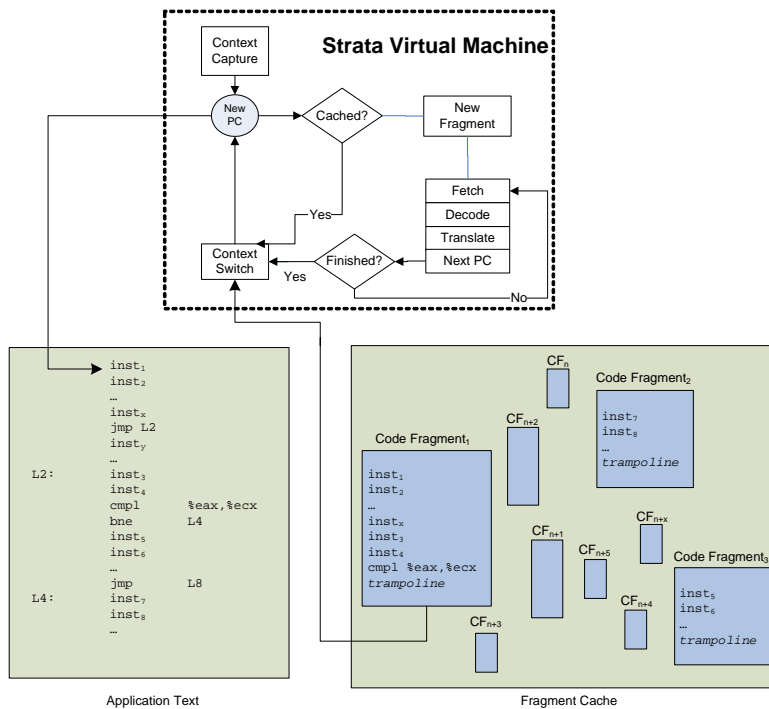 Strata Virtual Machine
Context
Capture
New
PC
Cached?
New
Fragment
Yes
Fetch
Decode
Translate
Next PC
Context
Switch
Yes
Finished?
No
inst1
inst2
…
instx
jmp L2
insty
…
L2: inst3
inst4
cmpl %eax,%ecx
bne L4
inst5
inst6
…
jmp L8
L4: inst7
inst8
…
Application Text
Code Fragment1
inst1
inst2
…
instx
inst3
inst4
cmpl %eax,%ecx
trampoline
CFn
CFn+2
Code Fragment2
inst7
inst8
…
trampoline
CFn+1
CFn+5
CFn+x
CFn+4
CFn+3
Code Fragment3
inst5
inst6
…
trampoline
Fragment Cache